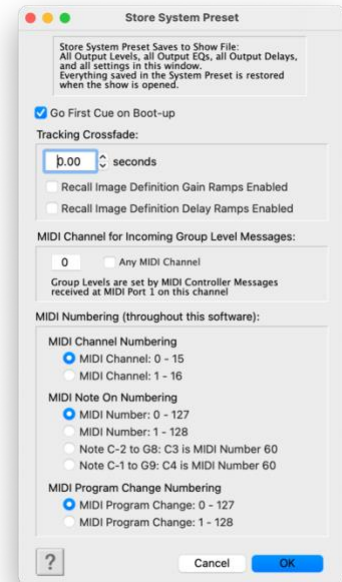 Store System Preset
Store System Preset Saves to Show File:
All Output Levels, all Output EQs, all Output Delays,
and all settings in this window.
Everything saved in the System Preset is restored
when the show is opened.
Go First Cue on Boot-up
Tracking Crossfade:
0.00 seconds
Recall Image Definition Gain Ramps Enabled
Recall Image Definition Delay Ramps Enabled
MIDI Channel for Incoming Group Level Messages:
0 Any MIDI Channel
Group Levels are set by MIDI Controller Messages
received at MIDI Port 1 on this channel
MIDI Numbering (throughout this software):
MIDI Channel Numbering
MIDI Channel: 0 - 15
MIDI Channel: 1 - 16
MIDI Note On Numbering
MIDI Number: 0 - 127
MIDI Number: 1 - 128
Note C-2 to G8: C3 is MIDI Number 60
Note C-1 to G9: C4 is MIDI Number 60
MIDI Program Change Numbering
MIDI Program Change: 0 - 127
MIDI Program Change: 1 - 128
? Cancel OK